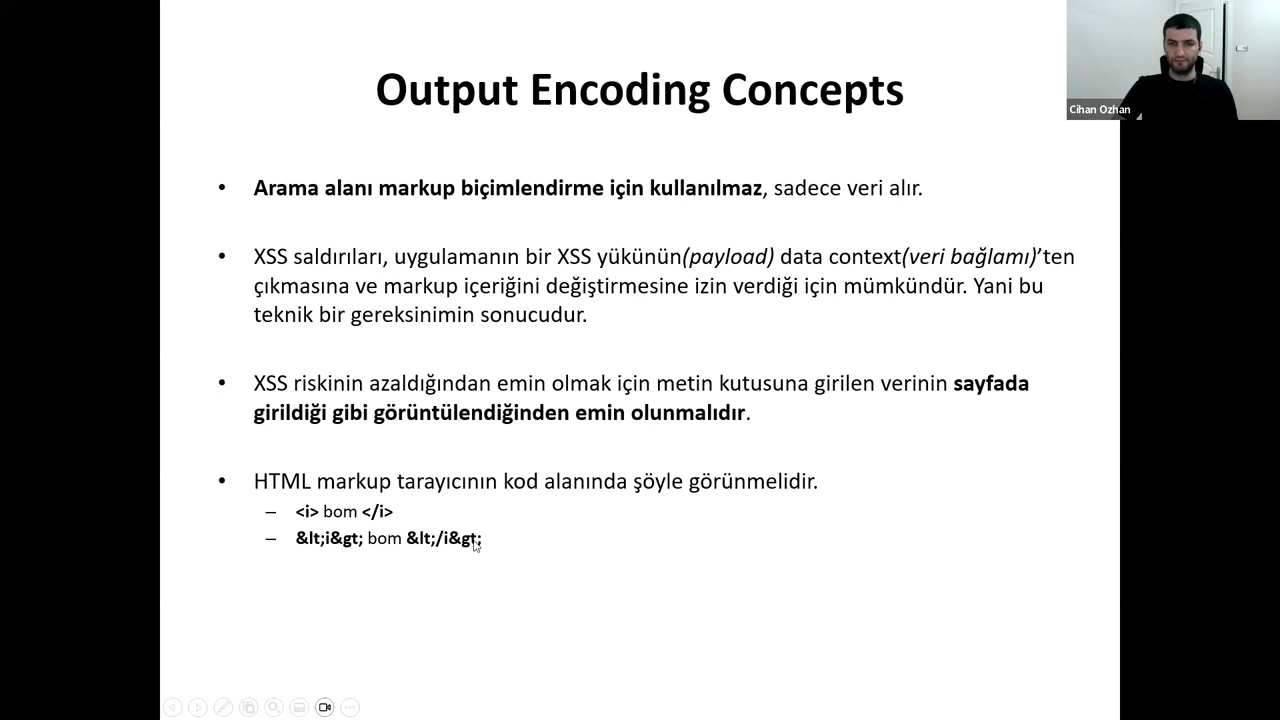 Output Encoding Concepts
Cihan Ozhan
• Arama alanı markup biçimlendirme için kullanılmaz, sadece veri alır.
• XSS saldırıları, uygulamanın bir XSS yükünün(payload) data context(veri bağlamı)’ten
çıkmasına ve markup içeriğini değiştirmesine izin verdiği için mümkündür. Yani bu
teknik bir gereksinimin sonucudur.
• XSS riskinin azaldığından emin olmak için metin kutusuna girilen verinin sayfada
girildiği gibi görüntülendiğinden emin olunmalıdır.
• HTML markup tarayıcının kod alanında şöyle görünmelidir.
– <i> bom </i>
– &lt;i&gt; bom &lt;/i&gt;